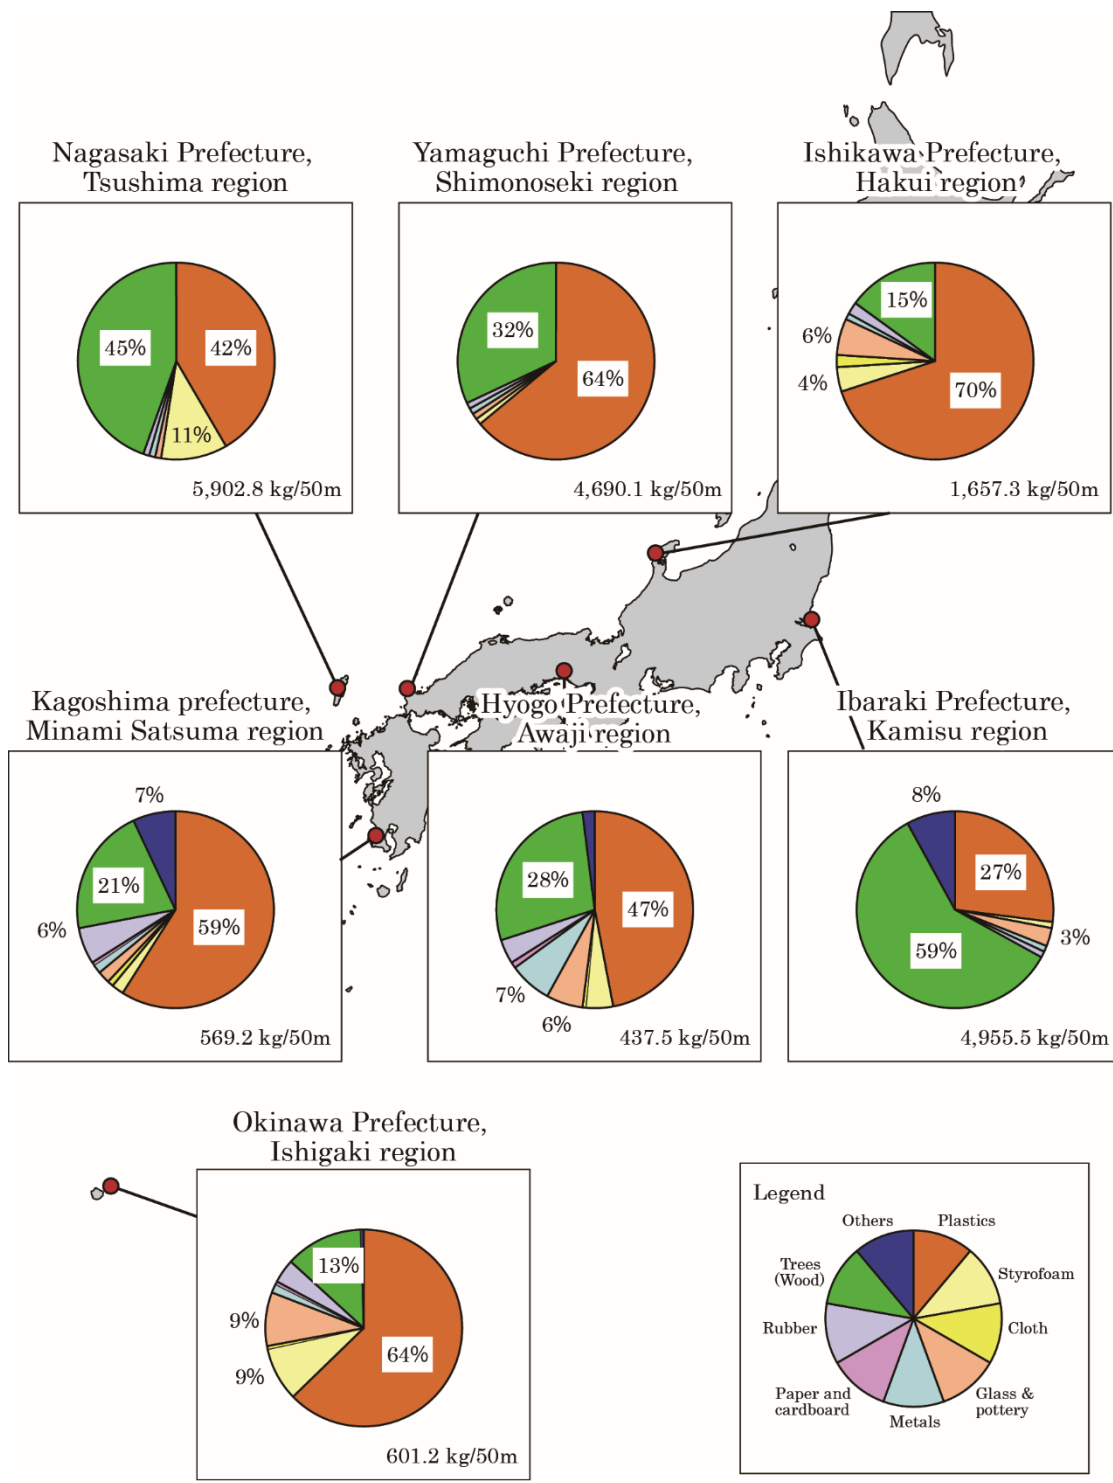 Nagasaki Prefecture,
Tsushima region
45%
42%
11%
5,902.8 kg/50m
Yamaguchi Prefecture,
Shimonoseki region
32%
64%
4,690.1 kg/50m
Ishikawa Prefecture,
Hakui region
15%
6%
4%
70%
1,657.3 kg/50m
Kagoshima prefecture,
Minami Satsuma region
7%
21%
6%
59%
569.2 kg/50m
Hyogo Prefecture,
Awaji region
28%
47%
7%
6%
437.5 kg/50m
Ibaraki Prefecture,
Kamisu region
8%
27%
3%
59%
4,955.5 kg/50m
Okinawa Prefecture,
Ishigaki region
13%
9%
64%
9%
601.2 kg/50m
Legend
Others
Plastics
Trees
(Wood)
Styrofoam
Rubber
Cloth
Paper and
cardboard
Glass &
pottery
Metals